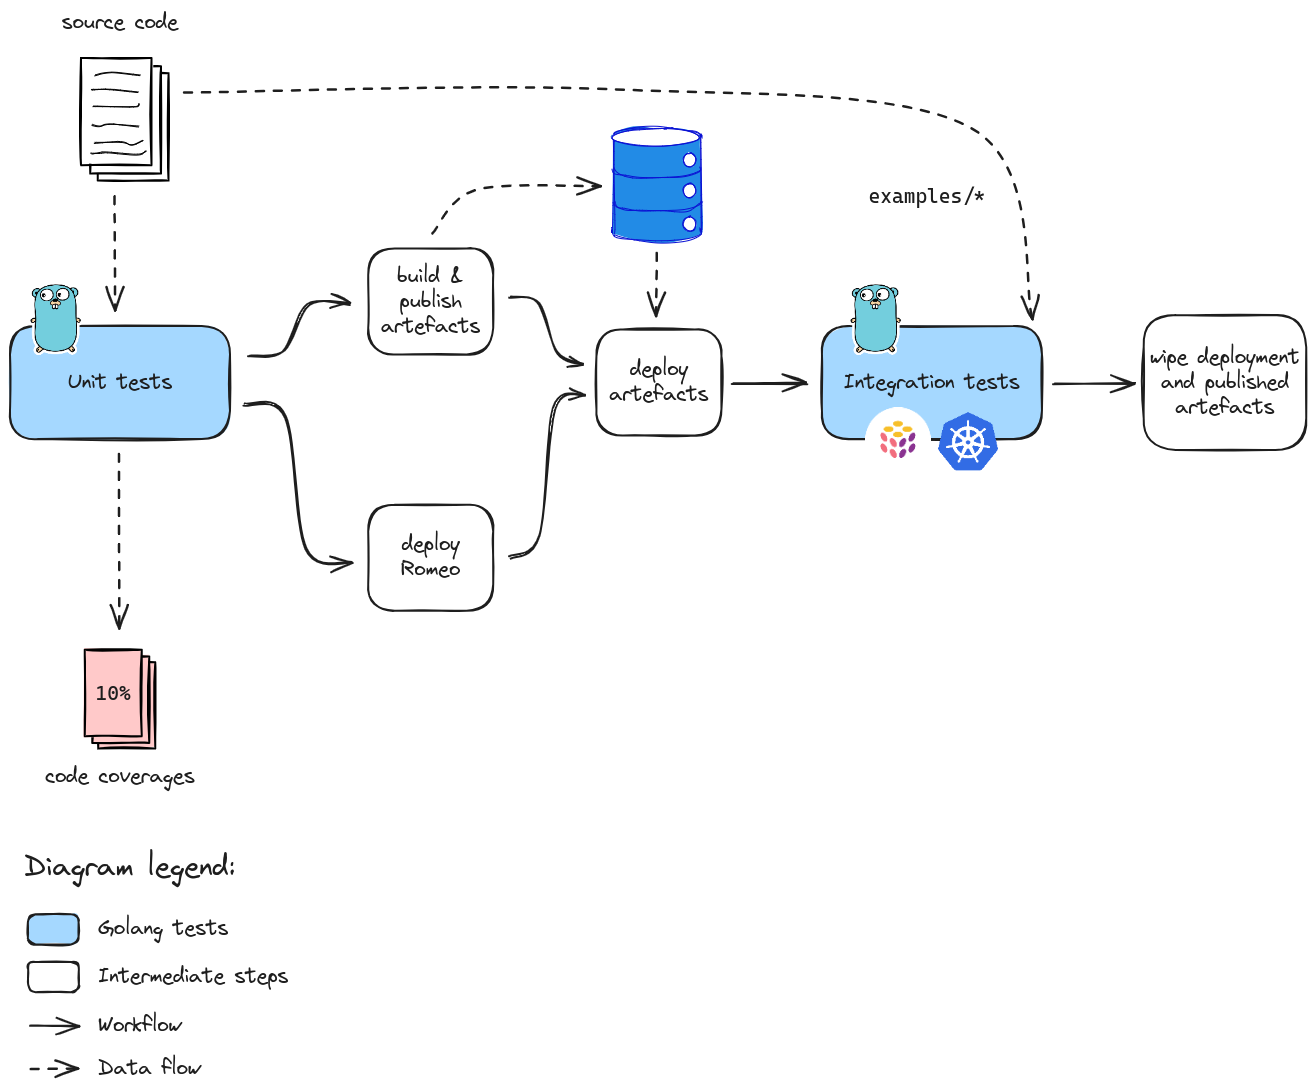 source code
examples/*
build &
publish
artefacts
Unit tests
deploy
artefacts
Integration tests
wipe deployment
and published
artefacts
deploy
Romeo
10%
code coverages
Diagram legend:
Golang tests
Intermediate steps
Workflow
Data flow